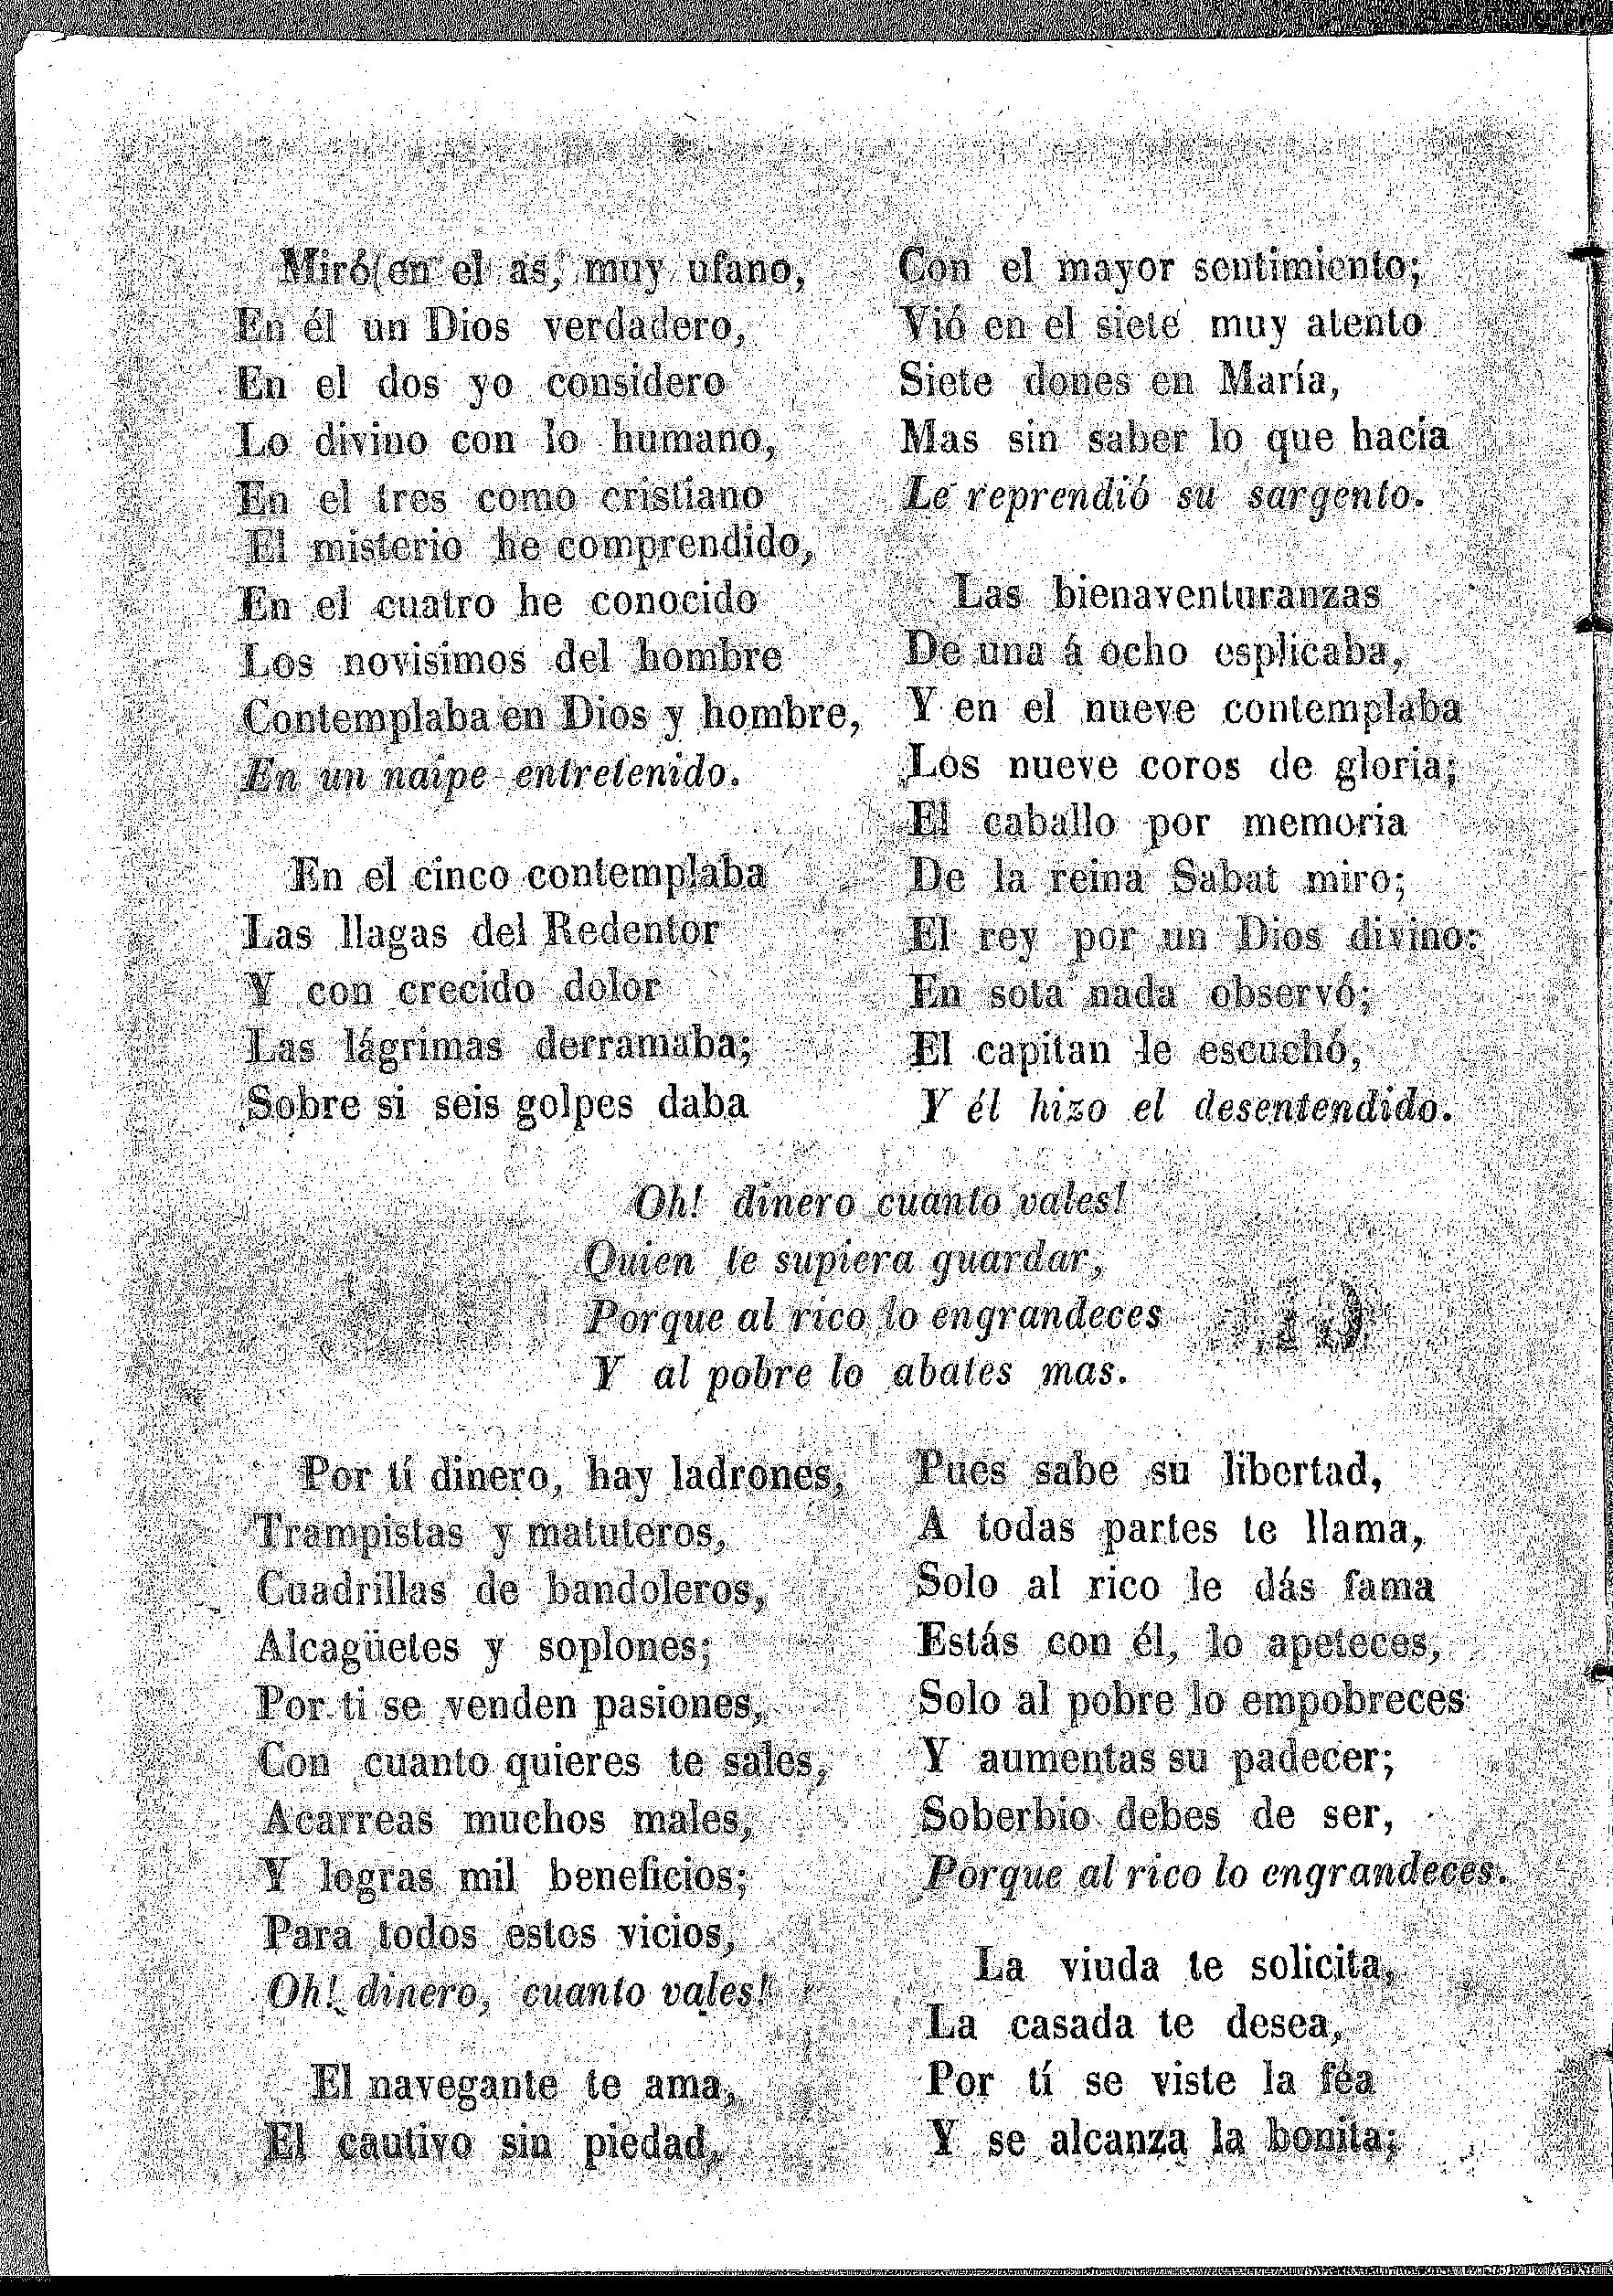 Miró en el as, muy ufano,
En él un Dios verdadero,
En el dos yo considero
Lo divino con lo humano,
En el tres como cristiano
El misterio he comprendido,
En el cuatro he conocido
Los novisimos del hombre
Contemplaba en Dios y hombre,
En un naipe entretenido.
En el cinco contemplaba
Las llagas del Redentor
Y con crecido dolor
Las lágrimas derramaba;
Sobre si seis golpes daba
Con el mayor sentimiento;
Vió en el siete muy atento
Siete dones en María,
Mas sin saber lo que hacia
Le reprendió su sargento.
Las bienaventuranzas
De una á ocho esplicaba,
Y en el nueve contemplaba
Los nueve coros de gloria;
El caballo por memoria
De la reina Sabat miro;
El rey por un Dios divino:
En sota nada observó;
El capitan le escuchó,
Y él hizo el desentendido.
Oh! dinero cuanto vales!
Quien te supiera guardar,
Porque al rico lo engrandeces
Y al pobre lo abates mas.
Por tí dinero, hay ladrones,
Trampistas y matuteros,
Cuadrillas de bandoleros,
Alcagüetes y soplones;
Por ti se venden pasiones,
Con cuanto quieres te sales,
Acarreas muchos males,
Y logras mil beneficios;
Para todos estos vicios,
Oh! dinero, cuanto vales!
El navegante te ama,
El cautivo sin piedad,
Pues sabe su libertad,
A todas partes te llama,
Solo al rico le dás fama
Estás con él, lo apeteces,
Solo al pobre lo empobreces
Y aumentas su padecer;
Soberbio debes de ser,
Porque al rico lo engrandeces.
La viuda te solicita,
La casada te desea,
Por tí se viste la fea
Y se alcanza la bonita;